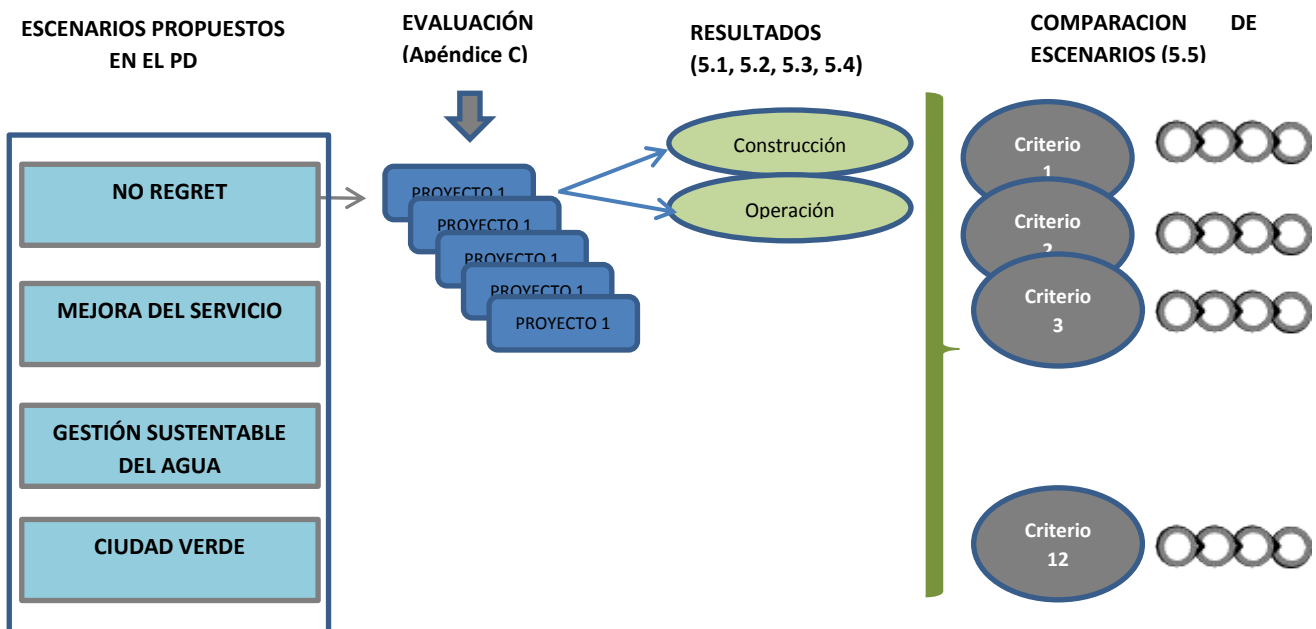 ESCENARIOS PROPUESTOS
EN EL PD
EVALUACIÓN
(Apéndice C)
RESULTADOS
(5.1, 5.2, 5.3, 5.4)
COMPARACION DE
ESCENARIOS (5.5)
NO REGRET
MEJORA DEL SERVICIO
GESTIÓN SUSTENTABLE
DEL AGUA
CIUDAD VERDE
PROYECTO 1
PROYECTO 1
PROYECTO 1
PROYECTO 1
PROYECTO 1
Construcción
Operación
Criterio
1
Criterio
2
Criterio
3
Criterio
12